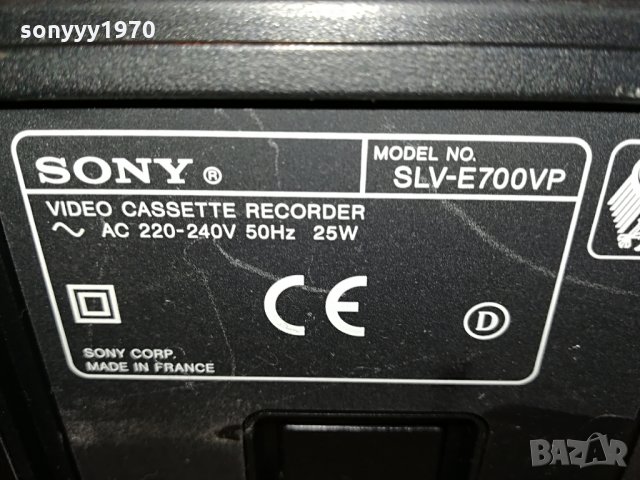 sonyyy1970
SONY ®
MODEL NO.
SLV-E700VP
VIDEO CASSETTE RECORDER
~ AC 220-240V 50Hz 25W
CE
D
SONY CORP.
MADE IN FRANCE
BAZAR